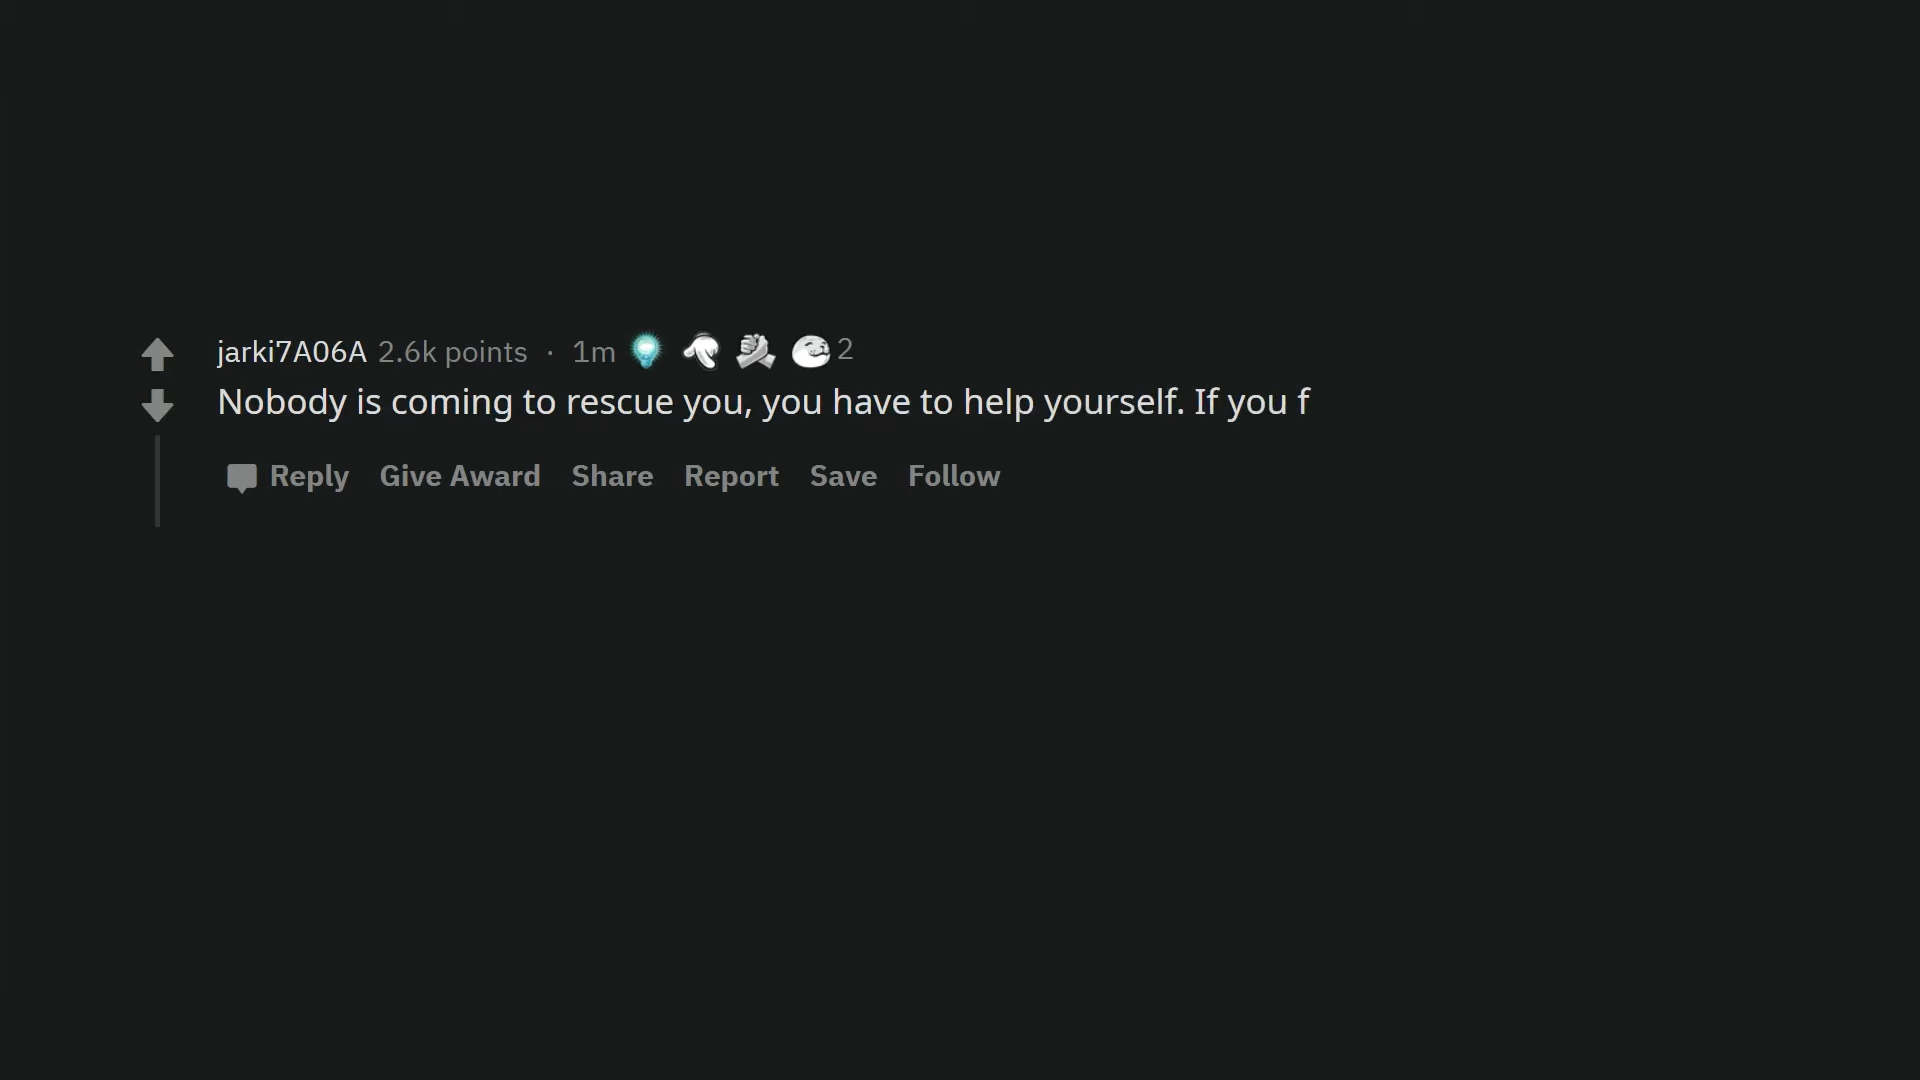 jarki7A06A 2.6k points · 1m 2
Nobody is coming to rescue you, you have to help yourself. If you f
Reply Give Award Share Report Save Follow